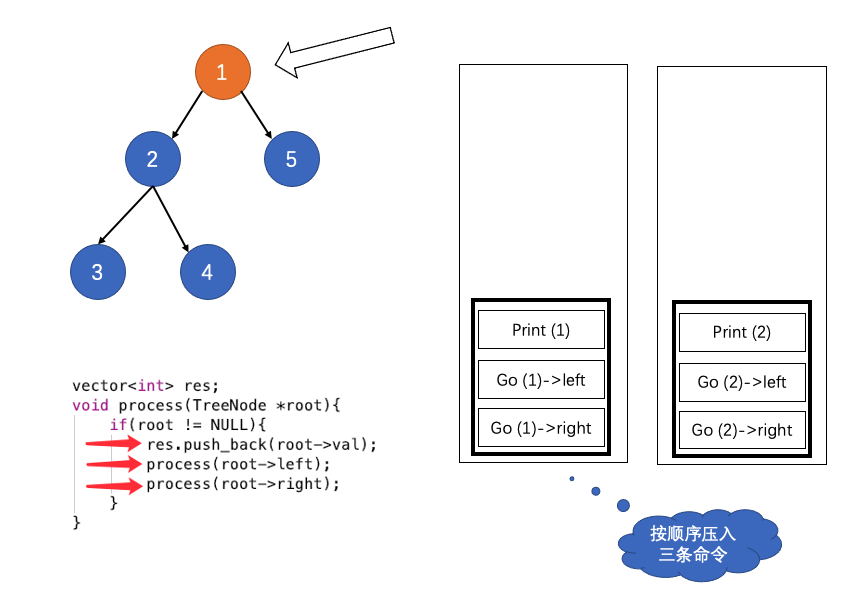 1
2
5
3
4
vector<int> res;
void process(TreeNode *root){
if(root != NULL){
res.push_back(root->val);
process(root->left);
process(root->right);
}
}
Print (1)
Go (1)->left
Go (1)->right
Print (2)
Go (2)->left
Go (2)->right
按顺序压入
三条命令